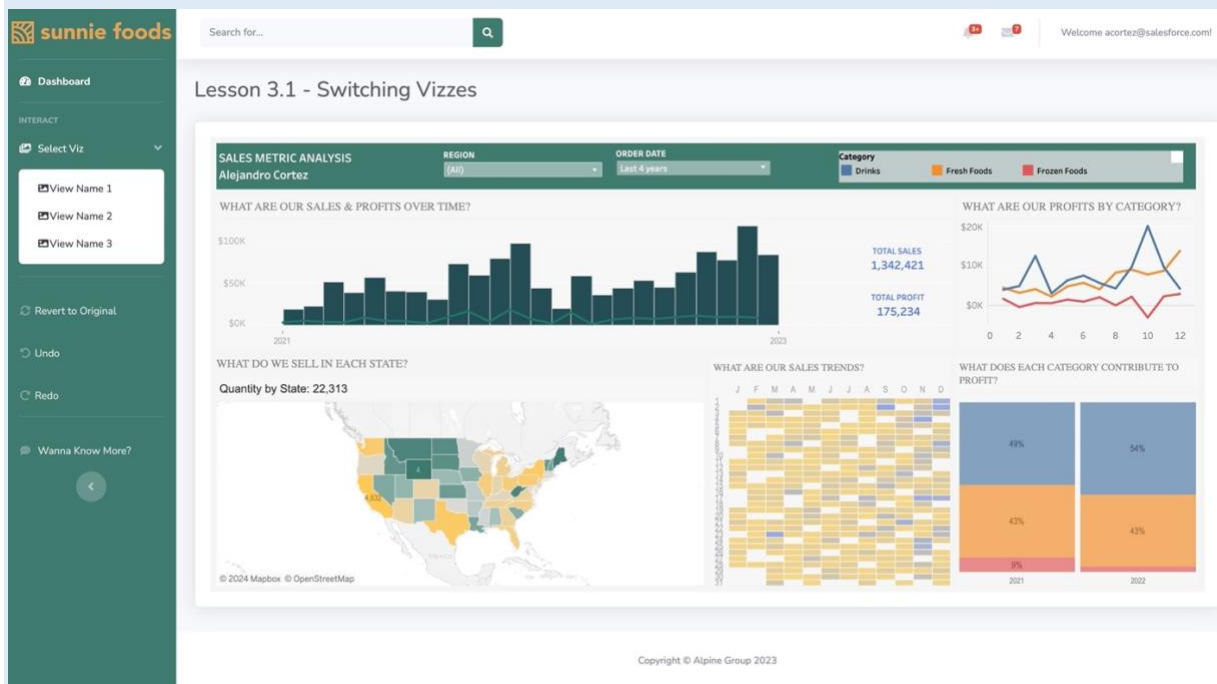 sunnie foods
Search for...
3+
7
Welcome acortez@salesforce.com!
Dashboard
INTERACT
Select Viz
View Name 1
View Name 2
View Name 3
Revert to Original
Undo
Redo
Wanna Know More?
Lesson 3.1 - Switching Vizzes
SALES METRIC ANALYSIS
Alejandro Cortez
REGION
(All)
ORDER DATE
Last 4 years
Category
Drinks
Fresh Foods
Frozen Foods
WHAT ARE OUR SALES & PROFITS OVER TIME?
$100K
$50K
$0K
2021
2023
TOTAL SALES
1,342,421
TOTAL PROFIT
175,234
WHAT ARE OUR PROFITS BY CATEGORY?
$20K
$10K
$0K
0 2 4 6 8 10 12
WHAT DO WE SELL IN EACH STATE?
Quantity by State: 22,313
4
4,932
© 2024 Mapbox © OpenStreetMap
WHAT ARE OUR SALES TRENDS?
J F M A M J J A S O N D
WHAT DOES EACH CATEGORY CONTRIBUTE TO
PROFIT?
49%
54%
43%
43%
9%
2021
2022
Copyright © Alpine Group 2023